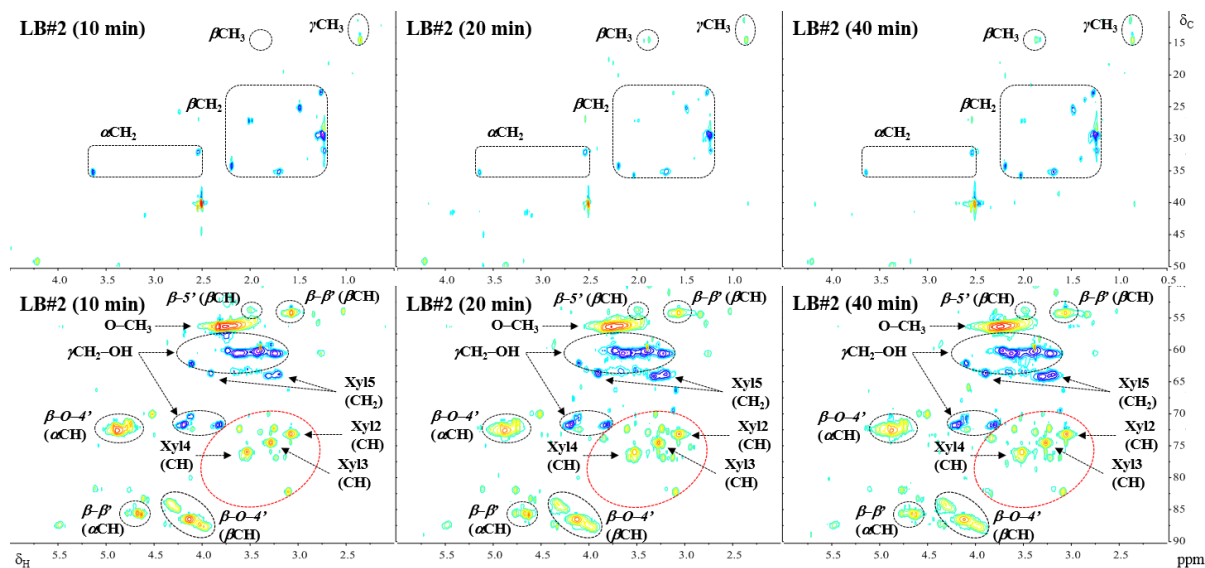 LB#2 (10 min)
βCH₃
γCH₃
αCH₂
βCH₂
4.0 3.5 3.0 2.5 2.0 1.5 1.0
LB#2 (20 min)
βCH₃
γCH₃
αCH₂
βCH₂
4.0 3.5 3.0 2.5 2.0 1.5 1.0
LB#2 (40 min)
βCH₃
γCH₃
αCH₂
βCH₂
4.0 3.5 3.0 2.5 2.0 1.5 1.0 0.5
δC
15
20
25
30
35
40
45
50
LB#2 (10 min)
β–5’ (βCH)
β–β’ (βCH)
O–CH₃
γCH₂–OH
Xyl5
(CH₂)
β–O–4’
(αCH)
Xyl2
(CH)
Xyl4
(CH)
Xyl3
(CH)
β–β’
(αCH)
β–O–4’
(βCH)
δH
5.5 5.0 4.5 4.0 3.5 3.0 2.5
LB#2 (20 min)
β–5’ (βCH)
β–β’ (βCH)
O–CH₃
γCH₂–OH
Xyl5
(CH₂)
β–O–4’
(αCH)
Xyl2
(CH)
Xyl4
(CH)
Xyl3
(CH)
β–β’
(αCH)
β–O–4’
(βCH)
5.5 5.0 4.5 4.0 3.5 3.0 2.5
LB#2 (40 min)
β–5’ (βCH)
β–β’ (βCH)
O–CH₃
γCH₂–OH
Xyl5
(CH₂)
β–O–4’
(αCH)
Xyl2
(CH)
Xyl4
(CH)
Xyl3
(CH)
β–β’
(αCH)
β–O–4’
(βCH)
5.5 5.0 4.5 4.0 3.5 3.0 2.5
ppm
55
60
65
70
75
80
85
90